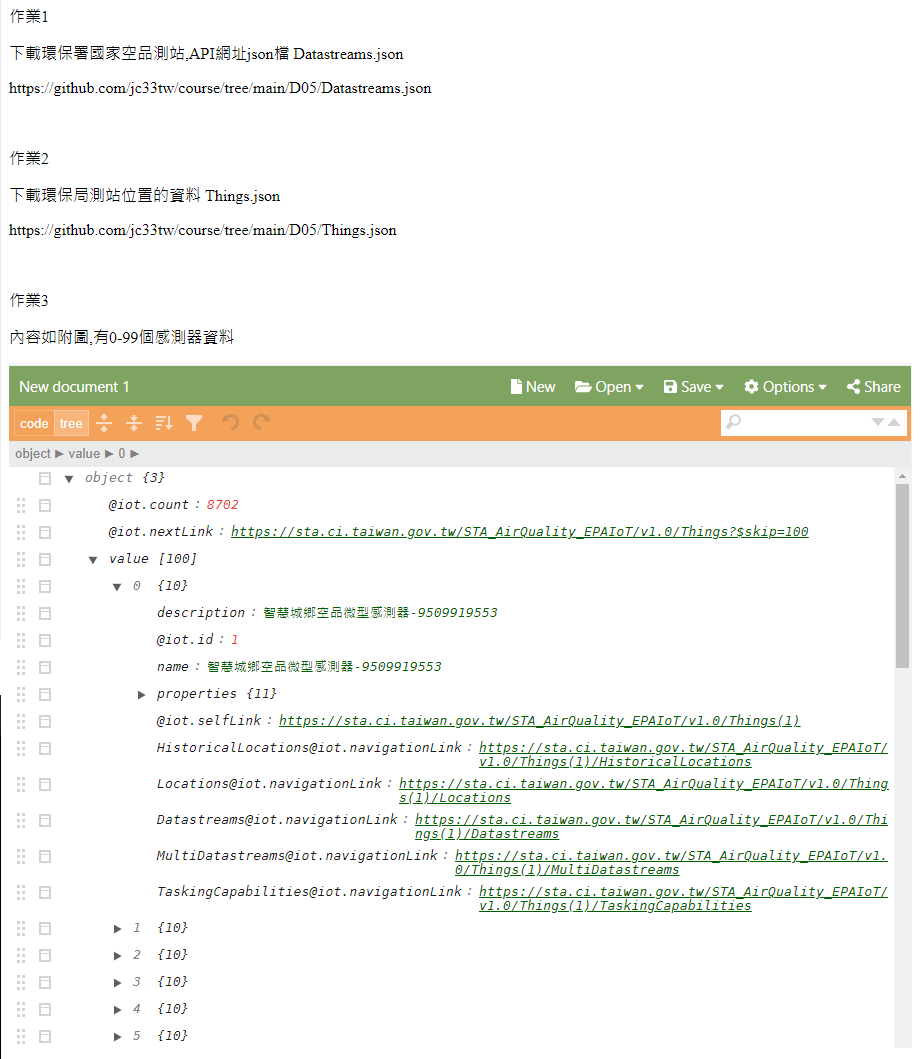 作業1
下載環保署國家空品測站,API網址json檔 Datastreams.json
https://github.com/jc33tw/course/tree/main/D05/Datastreams.json
作業2
下載環保局測站位置的資料 Things.json
https://github.com/jc33tw/course/tree/main/D05/Things.json
作業3
內容如附圖,有0-99個感測器資料
New document 1 New Open Save Options Share
code tree
object ▶ value ▶ 0 ▶
object {3}
@iot.count : 8702
@iot.nextLink : https://sta.ci.taiwan.gov.tw/STA_AirQuality_EPAIoT/v1.0/Things?$skip=100
value [100]
0 {10}
description : 智慧城鄉空品微型感測器-9509919553
@iot.id : 1
name : 智慧城鄉空品微型感測器-9509919553
properties {11}
@iot.selfLink : https://sta.ci.taiwan.gov.tw/STA_AirQuality_EPAIoT/v1.0/Things(1)
HistoricalLocations@iot.navigationLink : https://sta.ci.taiwan.gov.tw/STA_AirQuality_EPAIoT/
v1.0/Things(1)/HistoricalLocations
Locations@iot.navigationLink : https://sta.ci.taiwan.gov.tw/STA_AirQuality_EPAIoT/v1.0/Thing
s(1)/Locations
Datastreams@iot.navigationLink : https://sta.ci.taiwan.gov.tw/STA_AirQuality_EPAIoT/v1.0/Thi
ngs(1)/Datastreams
MultiDatastreams@iot.navigationLink : https://sta.ci.taiwan.gov.tw/STA_AirQuality_EPAIoT/v1.
0/Things(1)/MultiDatastreams
TaskingCapabilities@iot.navigationLink : https://sta.ci.taiwan.gov.tw/STA_AirQuality_EPAIoT/
v1.0/Things(1)/TaskingCapabilities
1 {10}
2 {10}
3 {10}
4 {10}
5 {10}